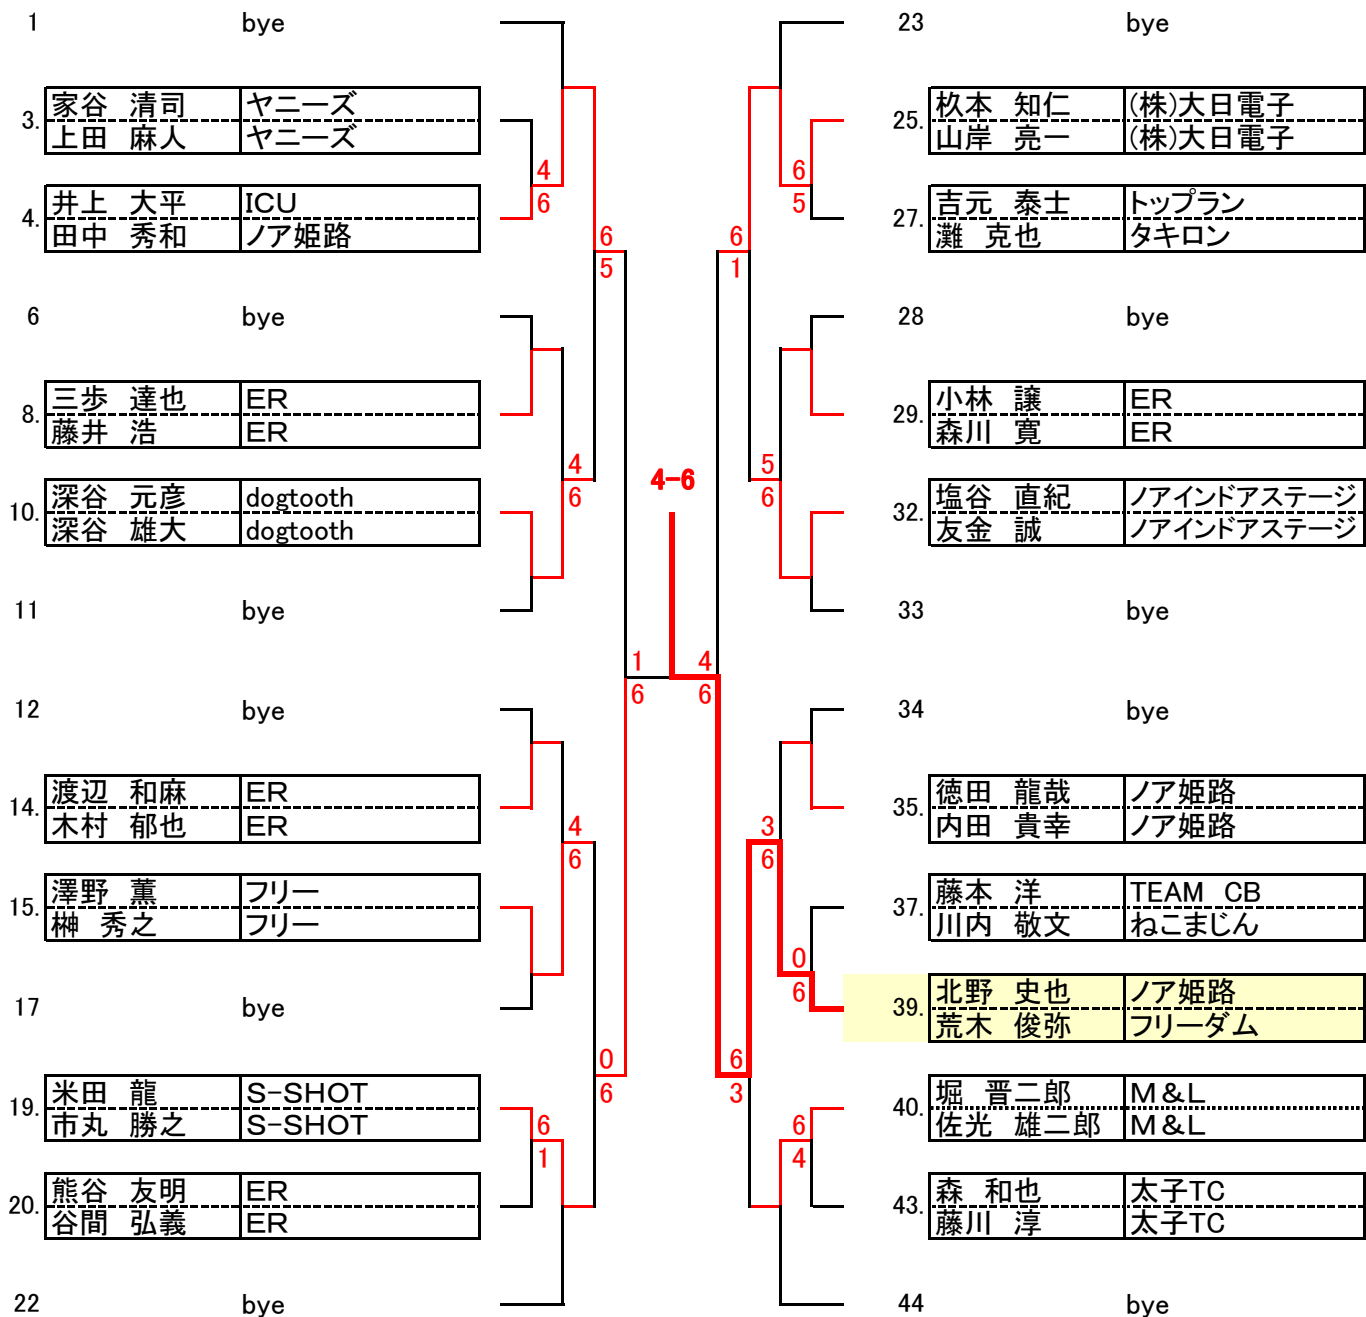 1 bye
3. 家谷 清司 ヤニーズ
上田 麻人 ヤニーズ
4
6
4. 井上 大平 ICU
田中 秀和 ノア姫路
6
5
6 bye
8. 三歩 達也 ER
藤井 浩 ER
4
6
10. 深谷 元彦 dogtooth
深谷 雄大 dogtooth
11 bye
1
6
12 bye
14. 渡辺 和麻 ER
木村 郁也 ER
4
6
15. 澤野 薫 フリー
榊 秀之 フリー
17 bye
0
6
19. 米田 龍 S-SHOT
市丸 勝之 S-SHOT
6
1
20. 熊谷 友明 ER
谷間 弘義 ER
22 bye
4-6
23 bye
25. 杁本 知仁 (株)大日電子
山岸 亮一 (株)大日電子
6
5
27. 吉元 泰士 トップラン
灘 克也 タキロン
6
1
28 bye
29. 小林 譲 ER
森川 寛 ER
5
6
32. 塩谷 直紀 ノアインドアステージ
友金 誠 ノアインドアステージ
33 bye
4
6
34 bye
35. 徳田 龍哉 ノア姫路
内田 貴幸 ノア姫路
3
6
37. 藤本 洋 TEAM CB
川内 敬文 ねこまじん
0
6
39. 北野 史也 ノア姫路
荒木 俊弥 フリーダム
6
3
40. 堀 晋二郎 M&L
佐光 雄二郎 M&L
6
4
43. 森 和也 太子TC
藤川 淳 太子TC
44 bye